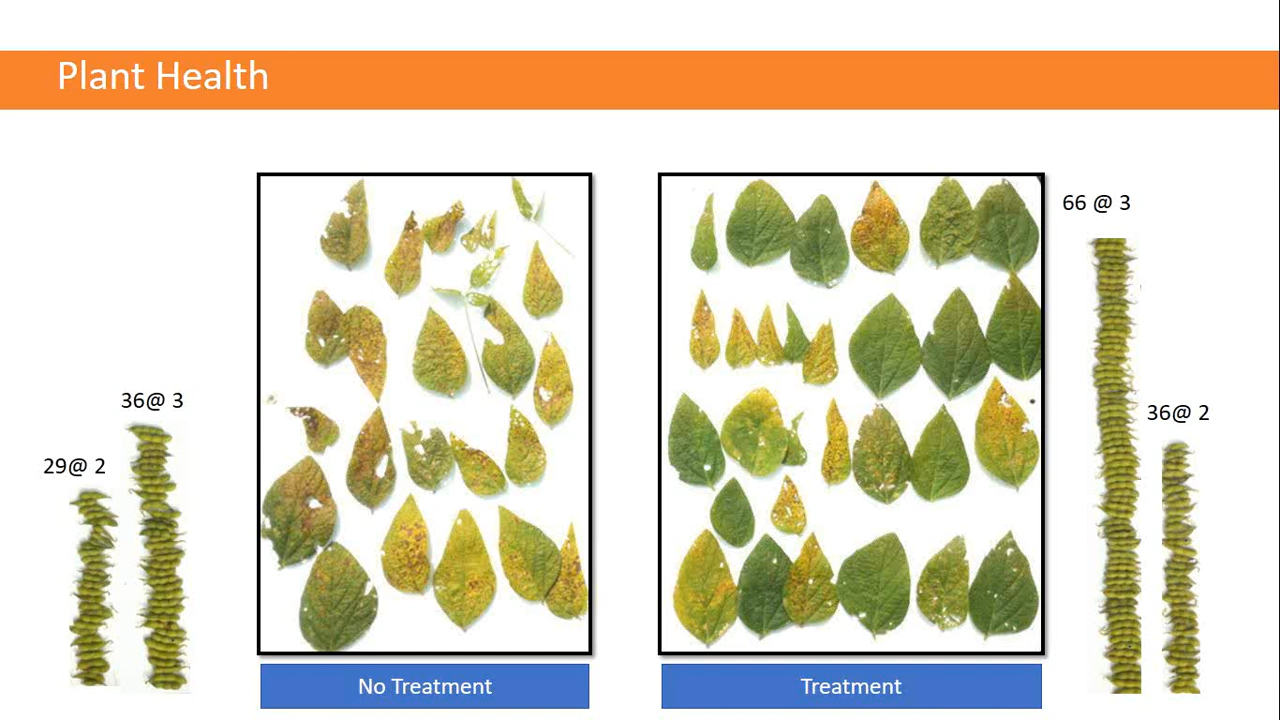 Plant Health
66 @ 3
36@ 3
36@ 2
29@ 2
No Treatment
Treatment